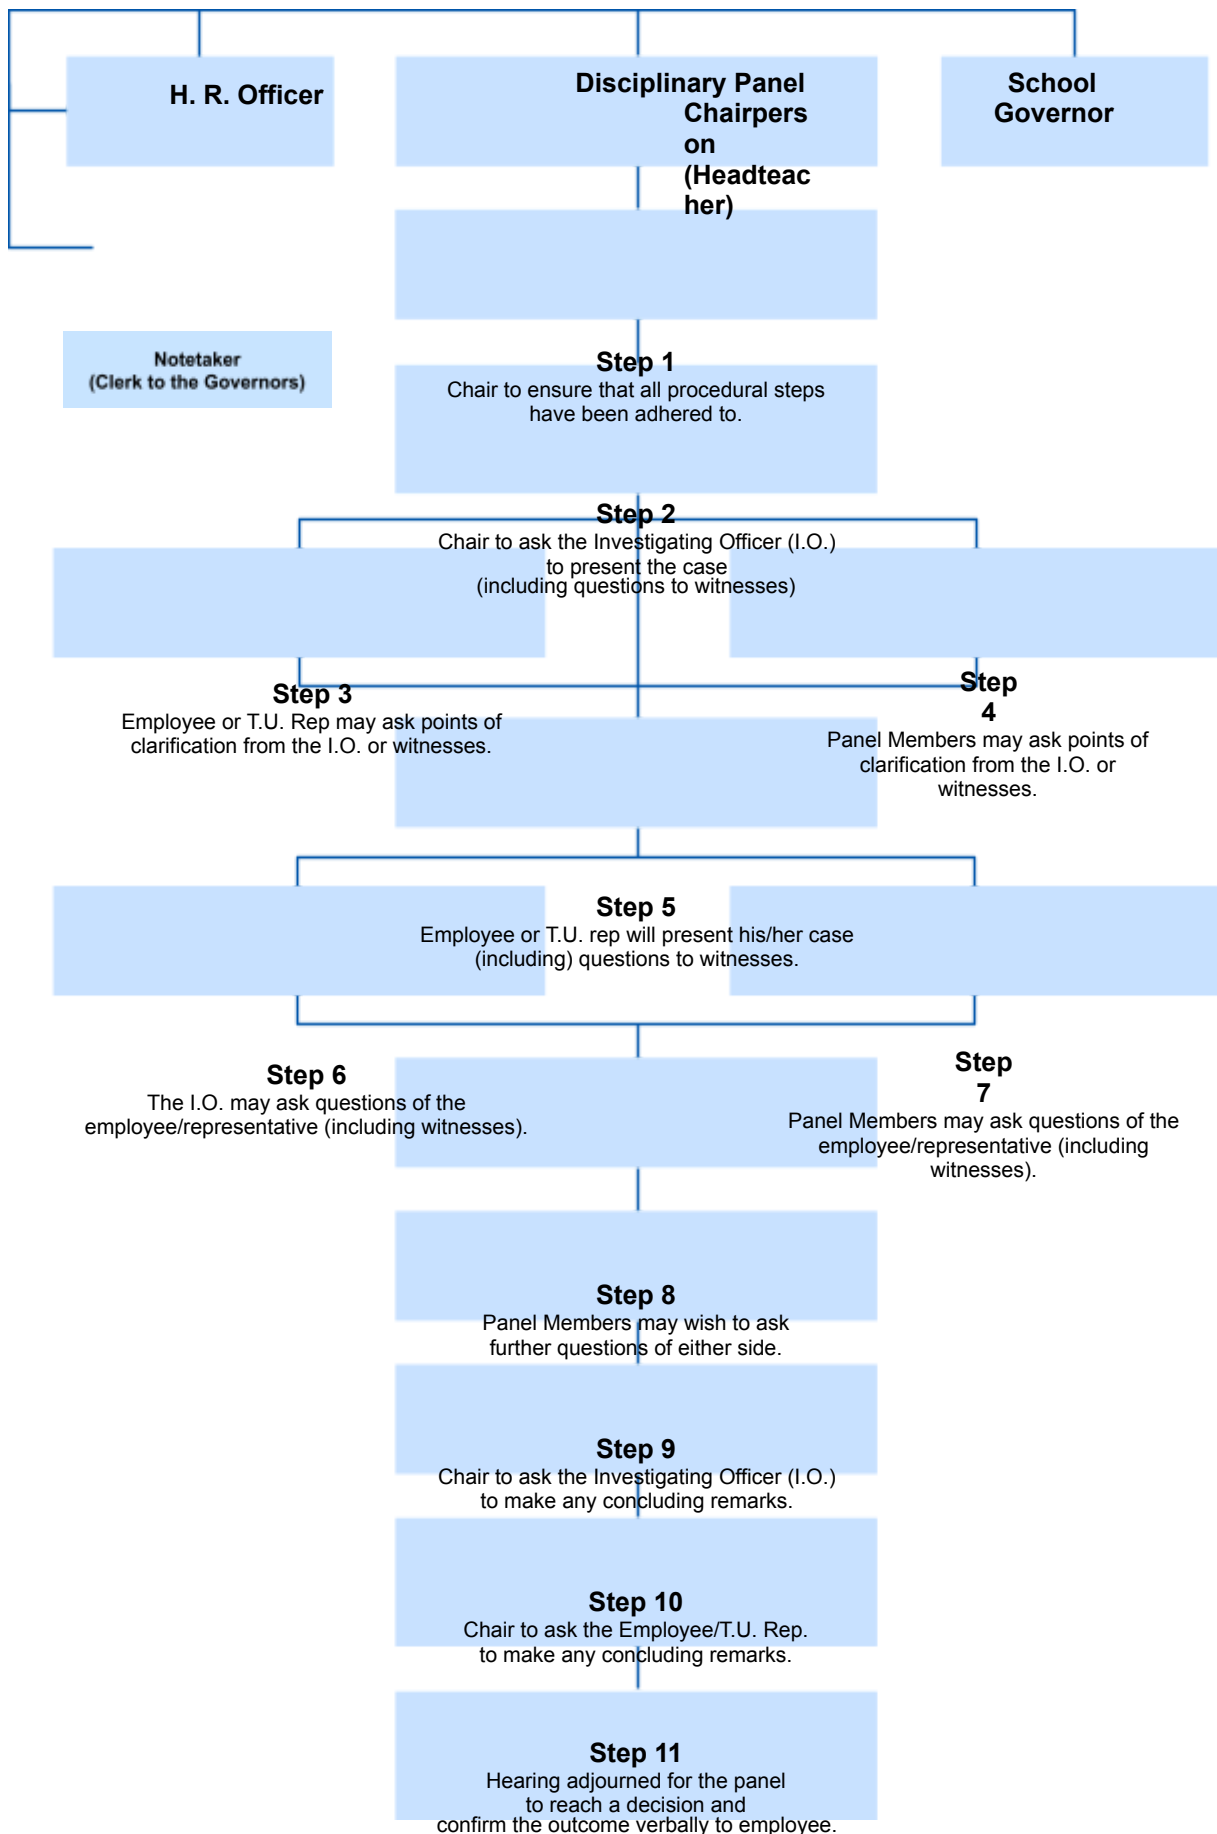 H. R. Officer
Disciplinary Panel
Chairpers
on
(Headteac
her)
School
Governor
Notetaker
(Clerk to the Governors)
Step 1
Chair to ensure that all procedural steps
have been adhered to.
Step 2
Chair to ask the Investigating Officer (I.O.)
to present the case
(including questions to witnesses)
Step 3
Employee or T.U. Rep may ask points of
clarification from the I.O. or witnesses.
Step
4
Panel Members may ask points of
clarification from the I.O. or
witnesses.
Step 5
Employee or T.U. rep will present his/her case
(including) questions to witnesses.
Step 6
The I.O. may ask questions of the
employee/representative (including witnesses).
Step
7
Panel Members may ask questions of the
employee/representative (including
witnesses).
Step 8
Panel Members may wish to ask
further questions of either side.
Step 9
Chair to ask the Investigating Officer (I.O.)
to make any concluding remarks.
Step 10
Chair to ask the Employee/T.U. Rep.
to make any concluding remarks.
Step 11
Hearing adjourned for the panel
to reach a decision and
confirm the outcome verbally to employee.